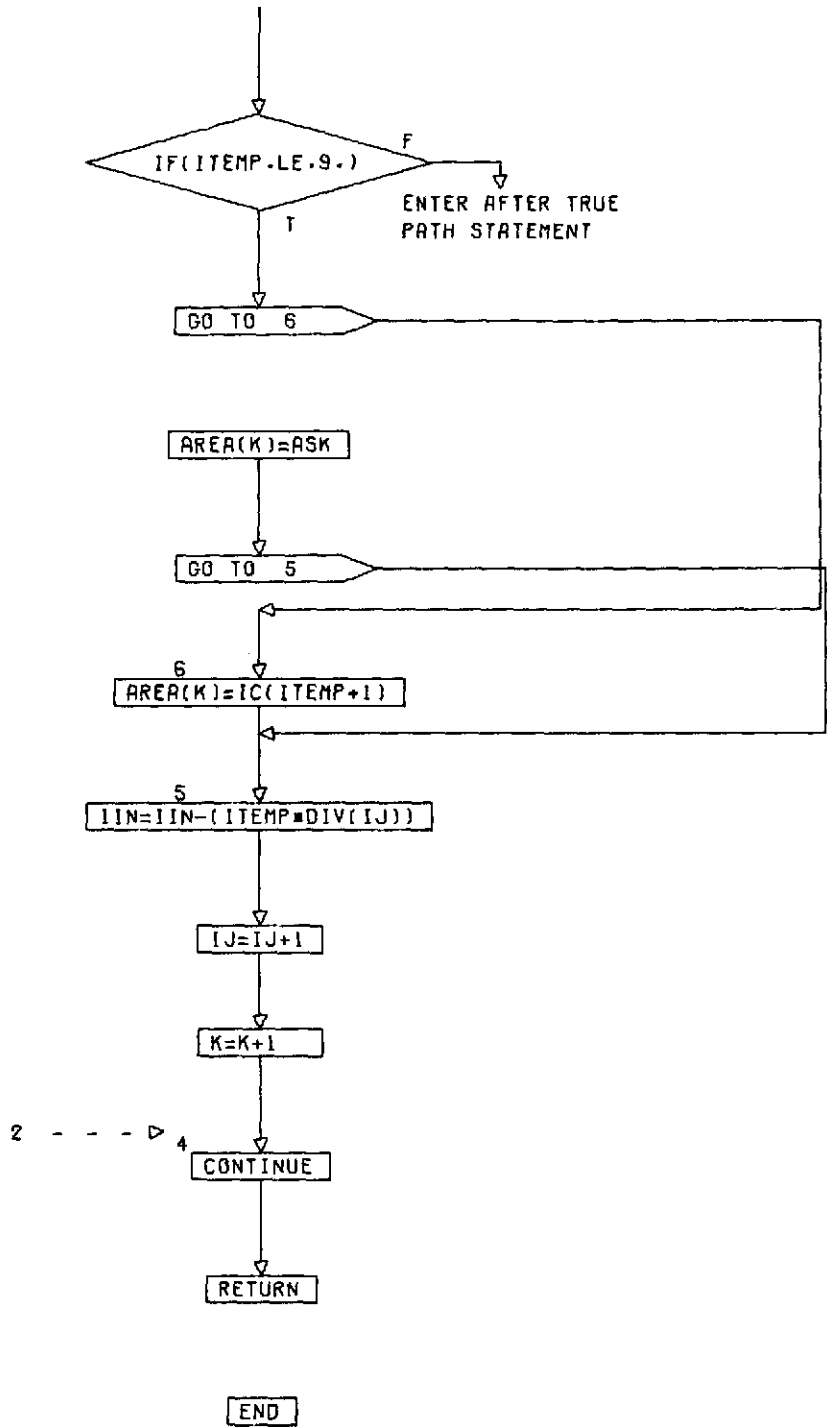 F
IF(ITEMP.LE.9.)
T
ENTER AFTER TRUE
PATH STATEMENT
GO TO 6
AREA(K)=ASK
GO TO 5
6
AREA(K)=IC(ITEMP+1)
5
IIN=IIN-(ITEMP*DIV(IJ))
IJ=IJ+1
K=K+1
2 - - -
4
CONTINUE
RETURN
END